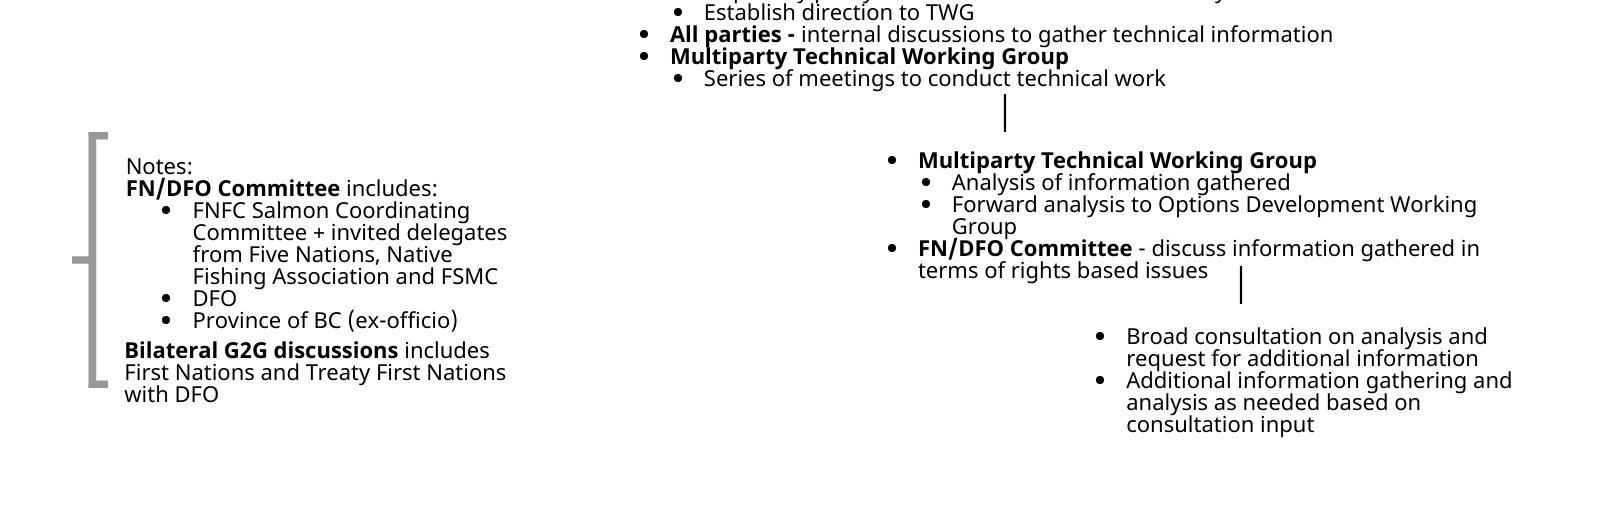 • Establish direction to TWG
• All parties - internal discussions to gather technical information
• Multiparty Technical Working Group
• Series of meetings to conduct technical work
• Multiparty Technical Working Group
• Analysis of information gathered
• Forward analysis to Options Development Working
Group
• FN/DFO Committee - discuss information gathered in
terms of rights based issues
• Broad consultation on analysis and
request for additional information
• Additional information gathering and
analysis as needed based on
consultation input
Notes:
FN/DFO Committee includes:
• FNFC Salmon Coordinating
Committee + invited delegates
from Five Nations, Native
Fishing Association and FSMC
• DFO
• Province of BC (ex-officio)
Bilateral G2G discussions includes
First Nations and Treaty First Nations
with DFO